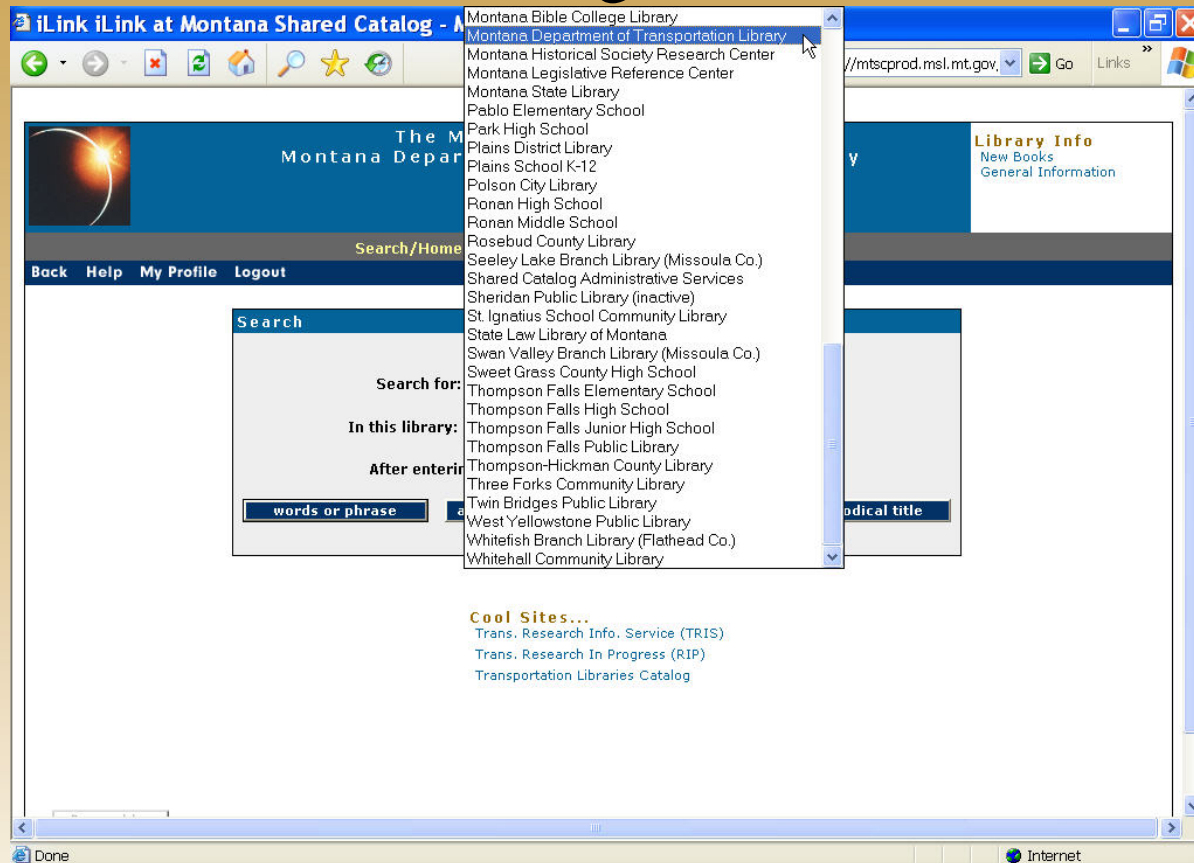 iLink iLink at Montana Shared Catalog - M
//mtscprod.msl.mt.gov, Go Links »
The M
Montana Depar y
Library Info
New Books
General Information
Search/Home
Back Help My Profile Logout
Search
Search for:
In this library:
After enterin
words or phrase a odical title
Montana Bible College Library
Montana Department of Transportation Library
Montana Historical Society Research Center
Montana Legislative Reference Center
Montana State Library
Pablo Elementary School
Park High School
Plains District Library
Plains School K-12
Polson City Library
Ronan High School
Ronan Middle School
Rosebud County Library
Seeley Lake Branch Library (Missoula Co.)
Shared Catalog Administrative Services
Sheridan Public Library (inactive)
St. Ignatius School Community Library
State Law Library of Montana
Swan Valley Branch Library (Missoula Co.)
Sweet Grass County High School
Thompson Falls Elementary School
Thompson Falls High School
Thompson Falls Junior High School
Thompson Falls Public Library
Thompson-Hickman County Library
Three Forks Community Library
Twin Bridges Public Library
West Yellowstone Public Library
Whitefish Branch Library (Flathead Co.)
Whitehall Community Library
Cool Sites...
Trans. Research Info. Service (TRIS)
Trans. Research In Progress (RIP)
Transportation Libraries Catalog
Done Internet